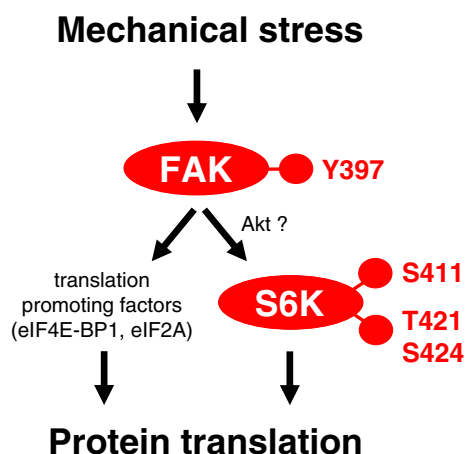 Mechanical stress
FAK
Y397
Akt ?
translation
promoting factors
(eIF4E-BP1, eIF2A)
S6K
S411
T421
S424
Protein translation